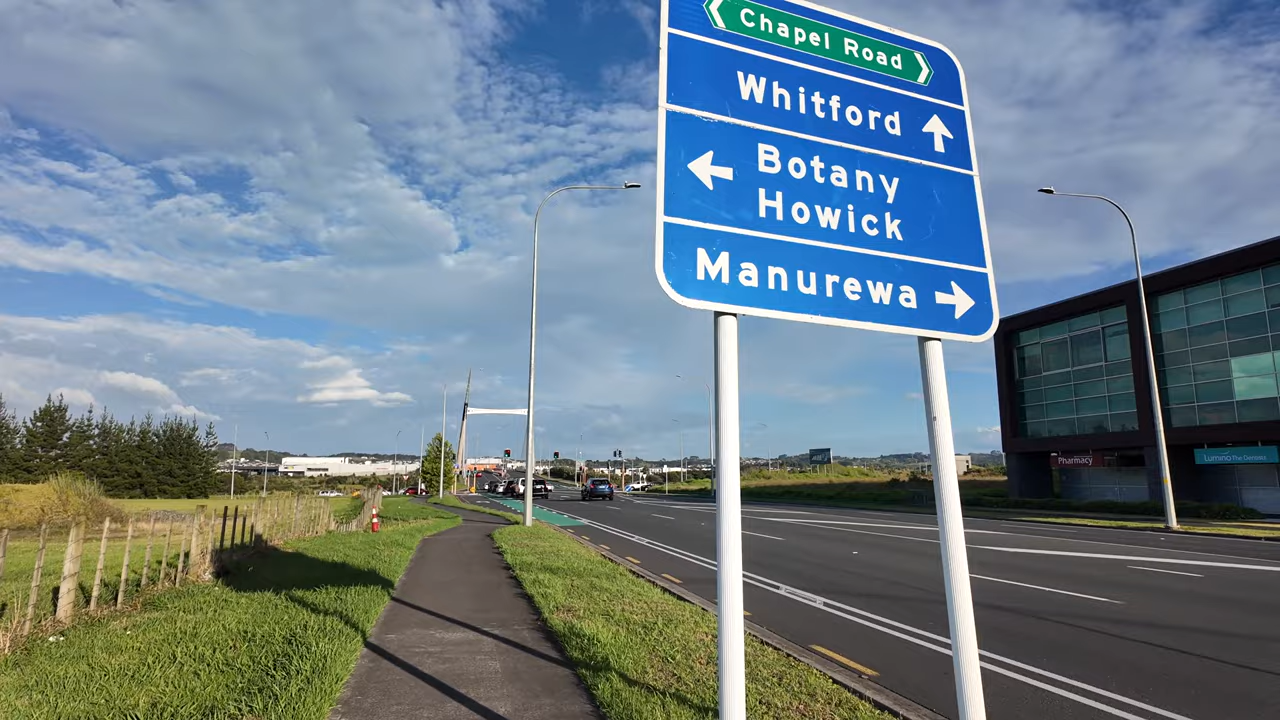 Chapel Road
Whitford
Botany
Howick
Manurewa
Pharmacy
Lumino The Dentists